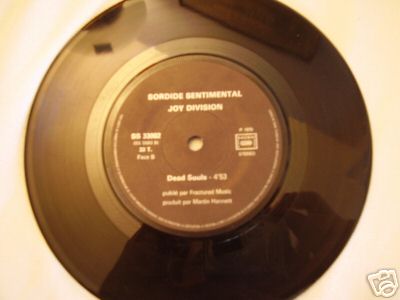 SORDIDE SENTIMENTAL
JOY DIVISION
SS 33002
33 T.
Face B
STEREO
Dead Souls - 4'53
publié par Fractured Music
produit par Martin Hannett